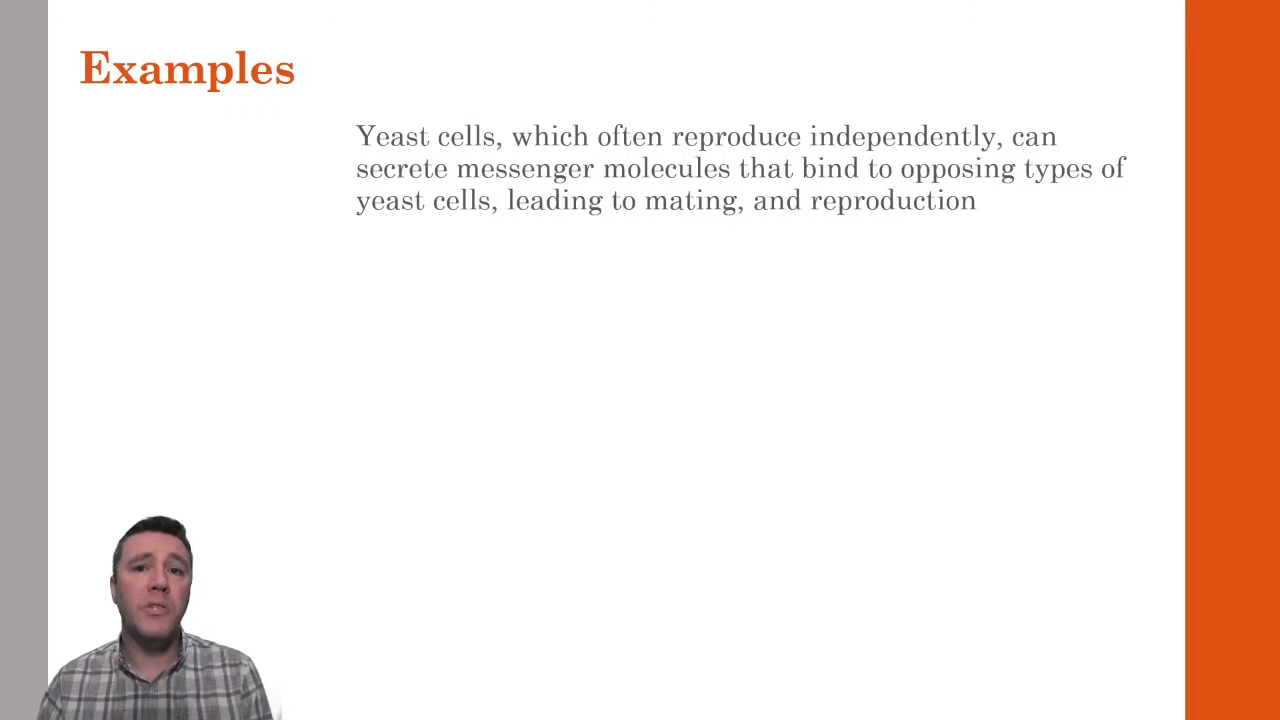 Examples
Yeast cells, which often reproduce independently, can
secrete messenger molecules that bind to opposing types of
yeast cells, leading to mating, and reproduction